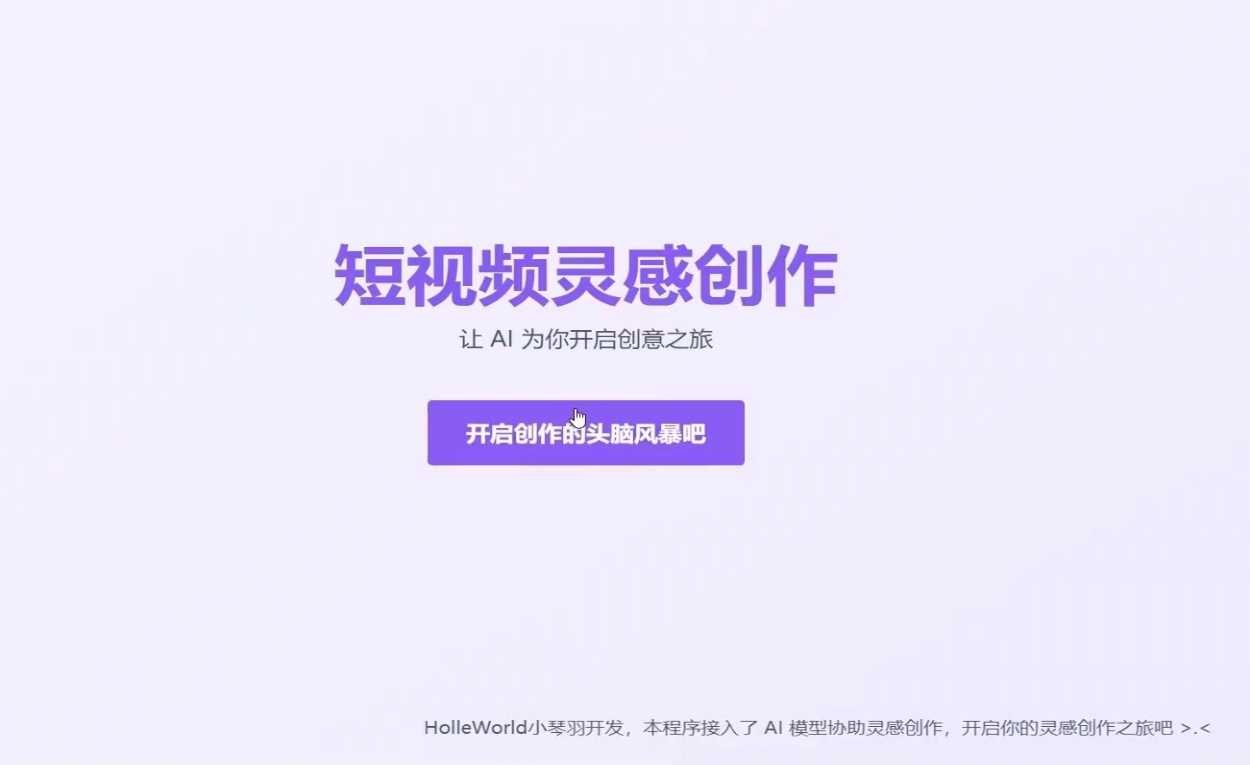 短视频灵感创作
让 AI 为你开启创意之旅
开启创作的头脑风暴吧
HolleWorld小琴羽开发，本程序接入了 AI 模型协助灵感创作，开启你的灵感创作之旅吧 >.<